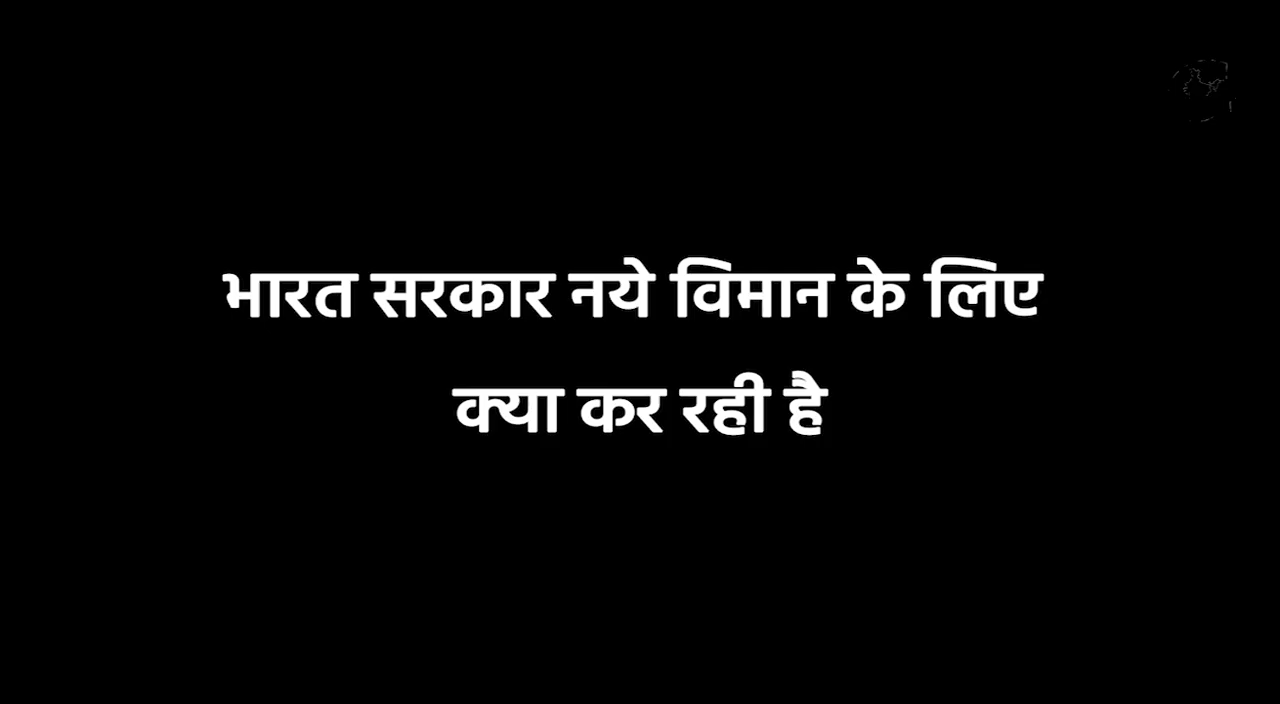 भारत सरकार नये विमान के लिए
क्या कर रही है